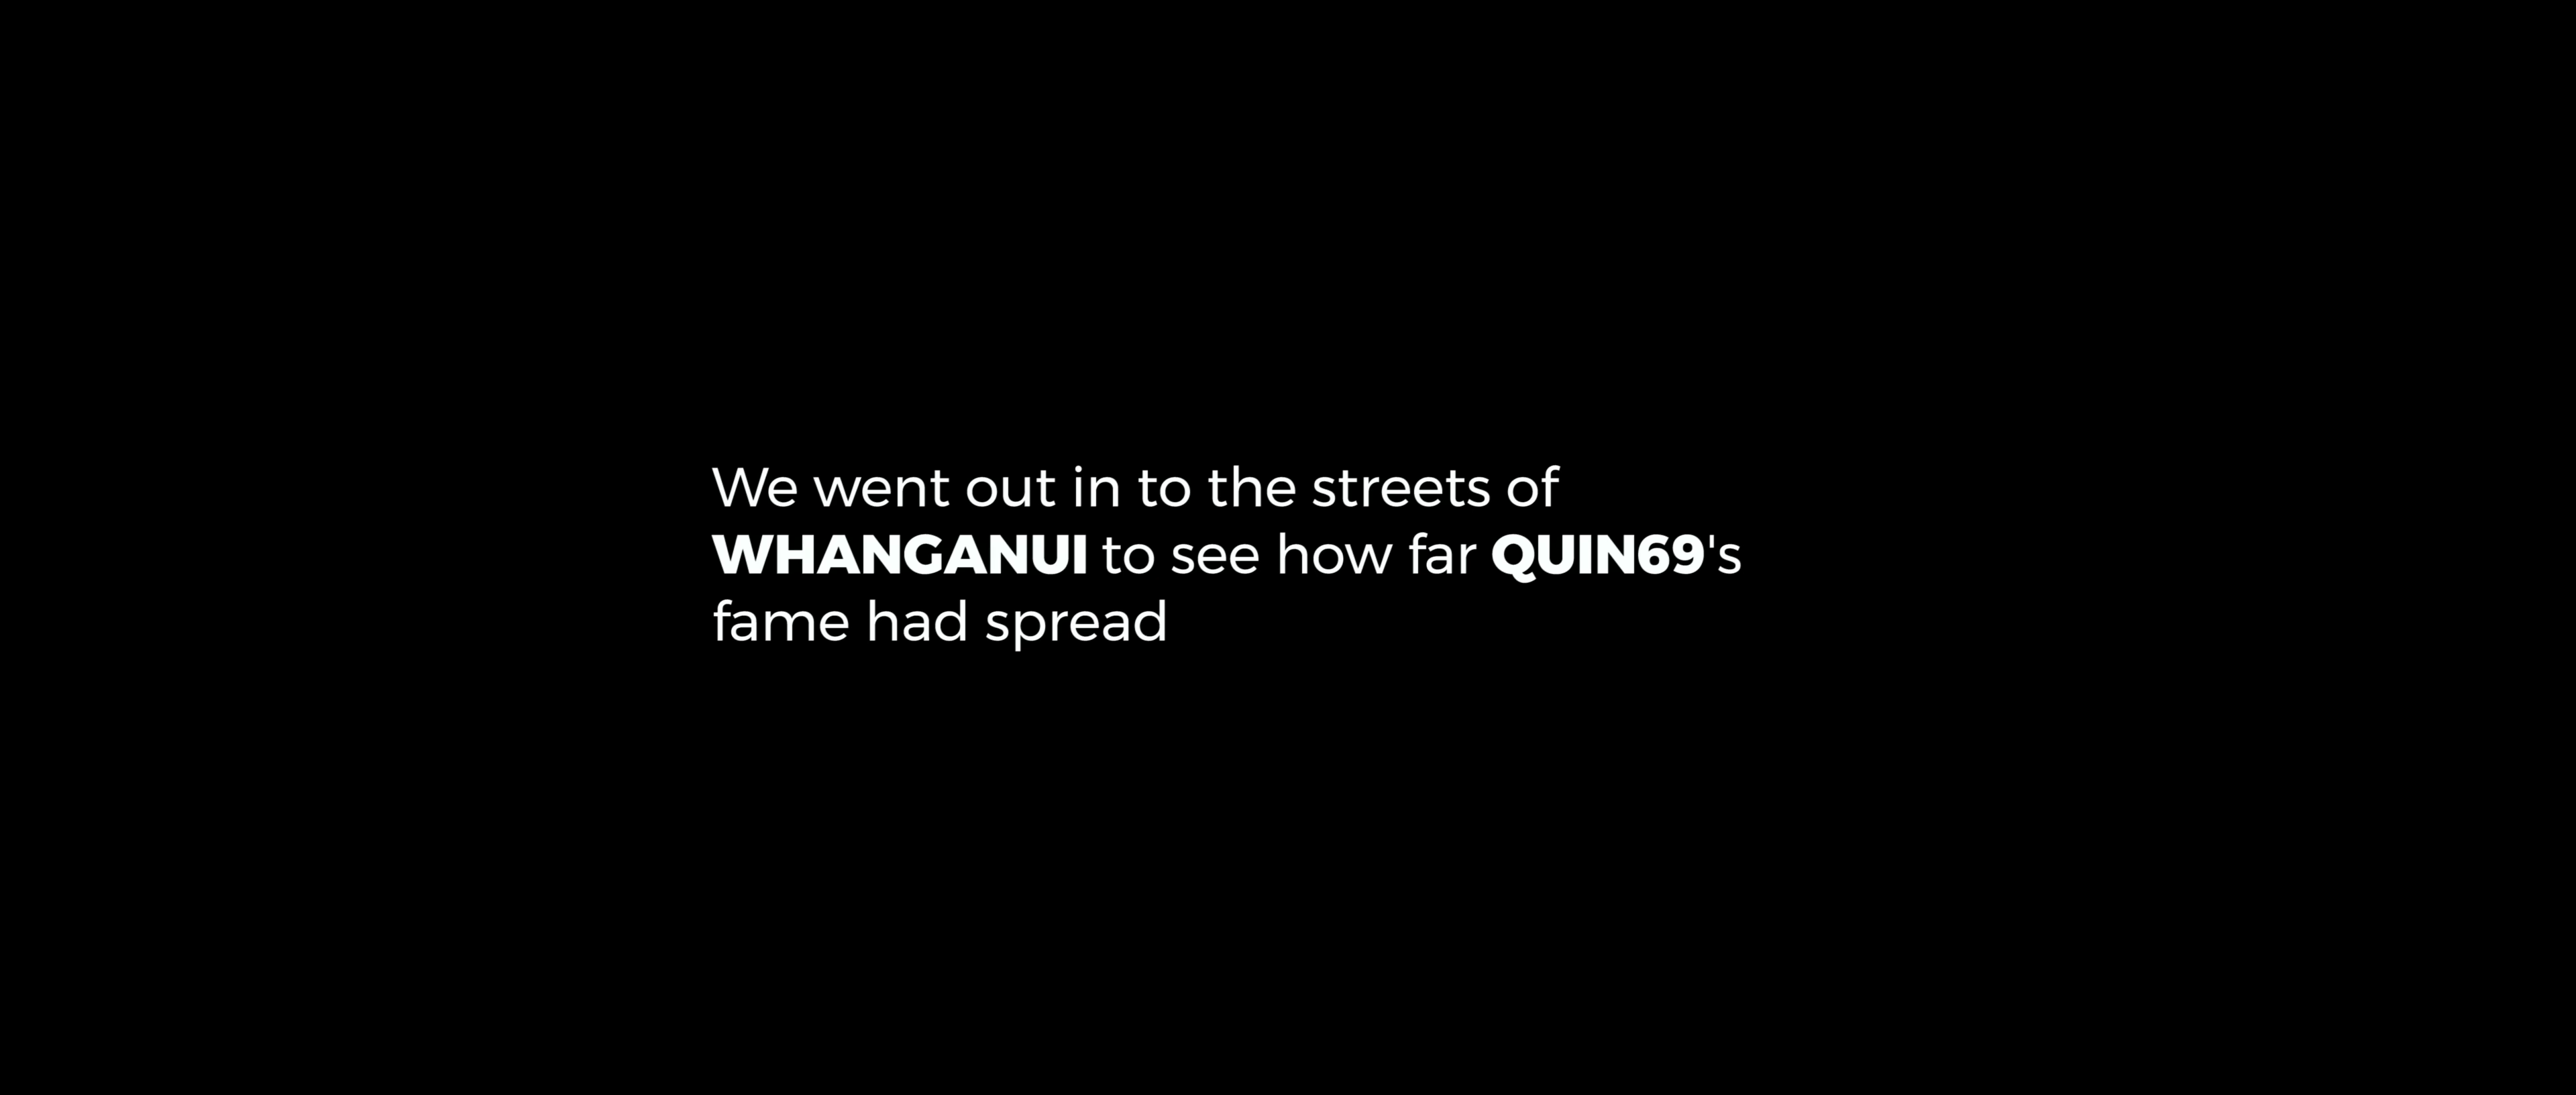 We went out in to the streets of
WHANGANUI to see how far QUIN69's
fame had spread